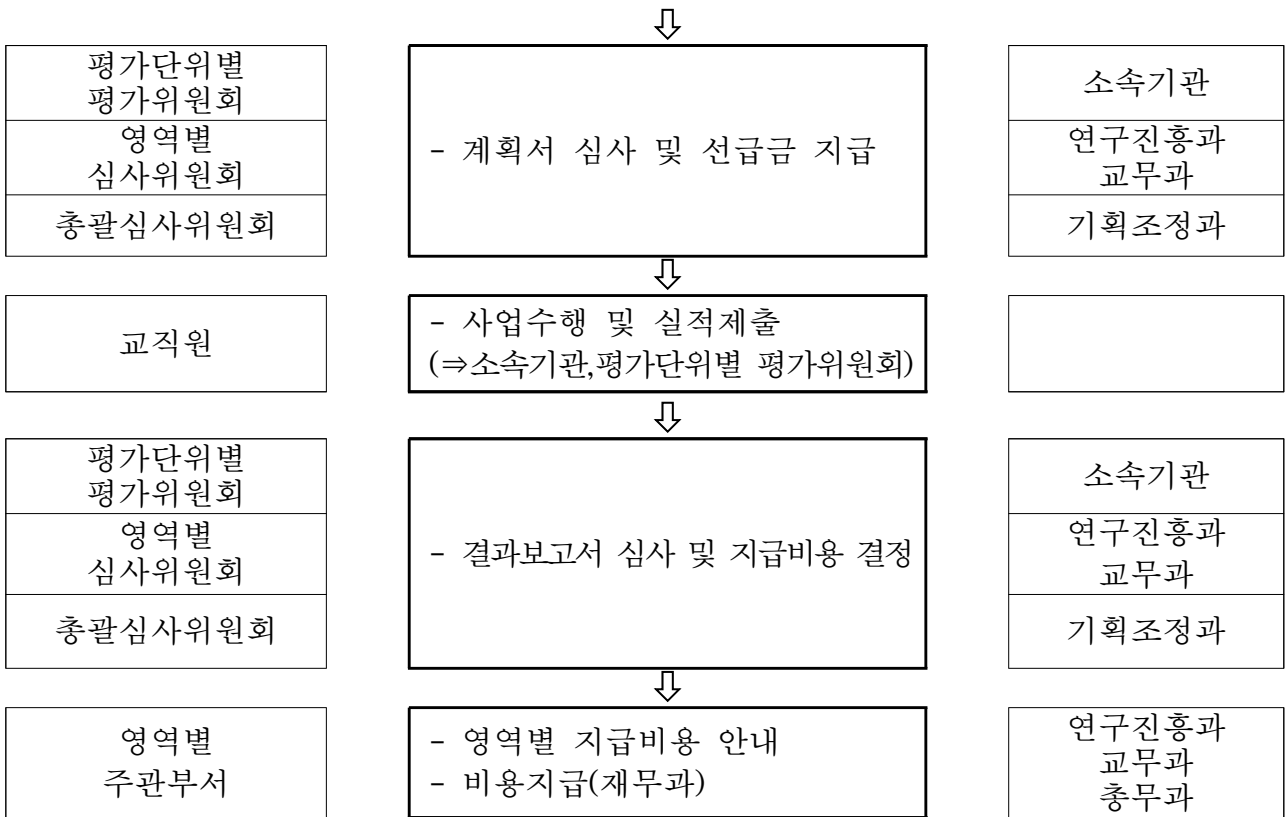 ⇩
평가단위별
평가위원회
영역별
심사위원회
총괄심사위원회
- 계획서 심사 및 선급금 지급
소속기관
연구진흥과
교무과
기획조정과
⇩
교직원
- 사업수행 및 실적제출
(⇒소속기관,평가단위별 평가위원회)
⇩
평가단위별
평가위원회
영역별
심사위원회
총괄심사위원회
- 결과보고서 심사 및 지급비용 결정
소속기관
연구진흥과
교무과
기획조정과
⇩
영역별
주관부서
- 영역별 지급비용 안내
- 비용지급(재무과)
연구진흥과
교무과
총무과